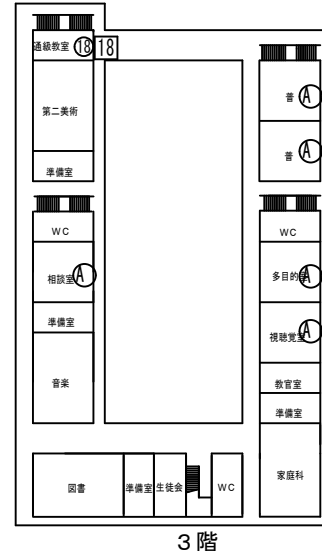 通級教室 18 18
第二美術
準備室
WC
相談室 A
準備室
音楽
図書
準備室
生徒会
WC
普 A
普 A
WC
多目的室 A
視聴覚室 A
教官室
準備室
家庭科
3階